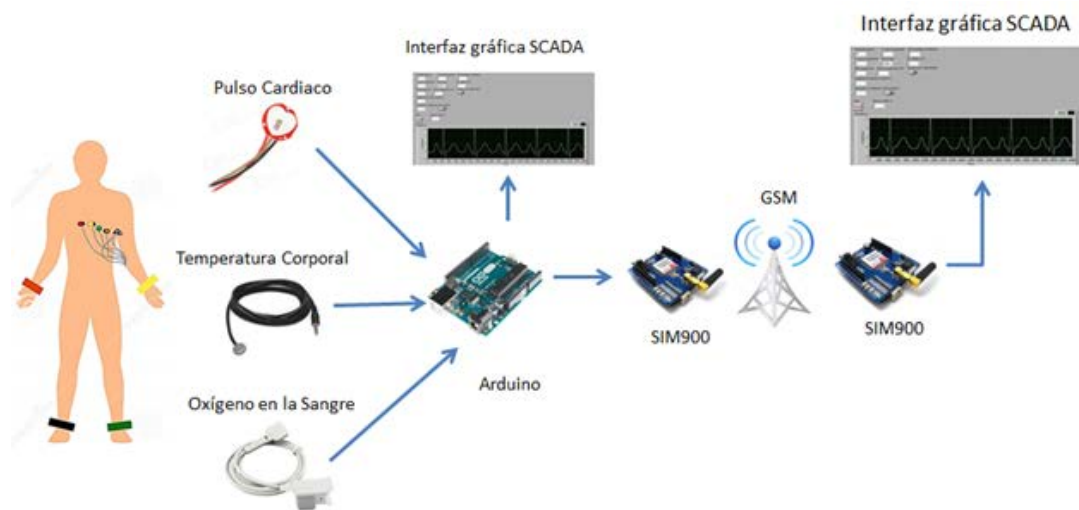 Interfaz gráfica SCADA
Interfaz gráfica SCADA
Pulso Cardiaco
GSM
Temperatura Corporal
SIM900
SIM900
Arduino
Oxígeno en la Sangre